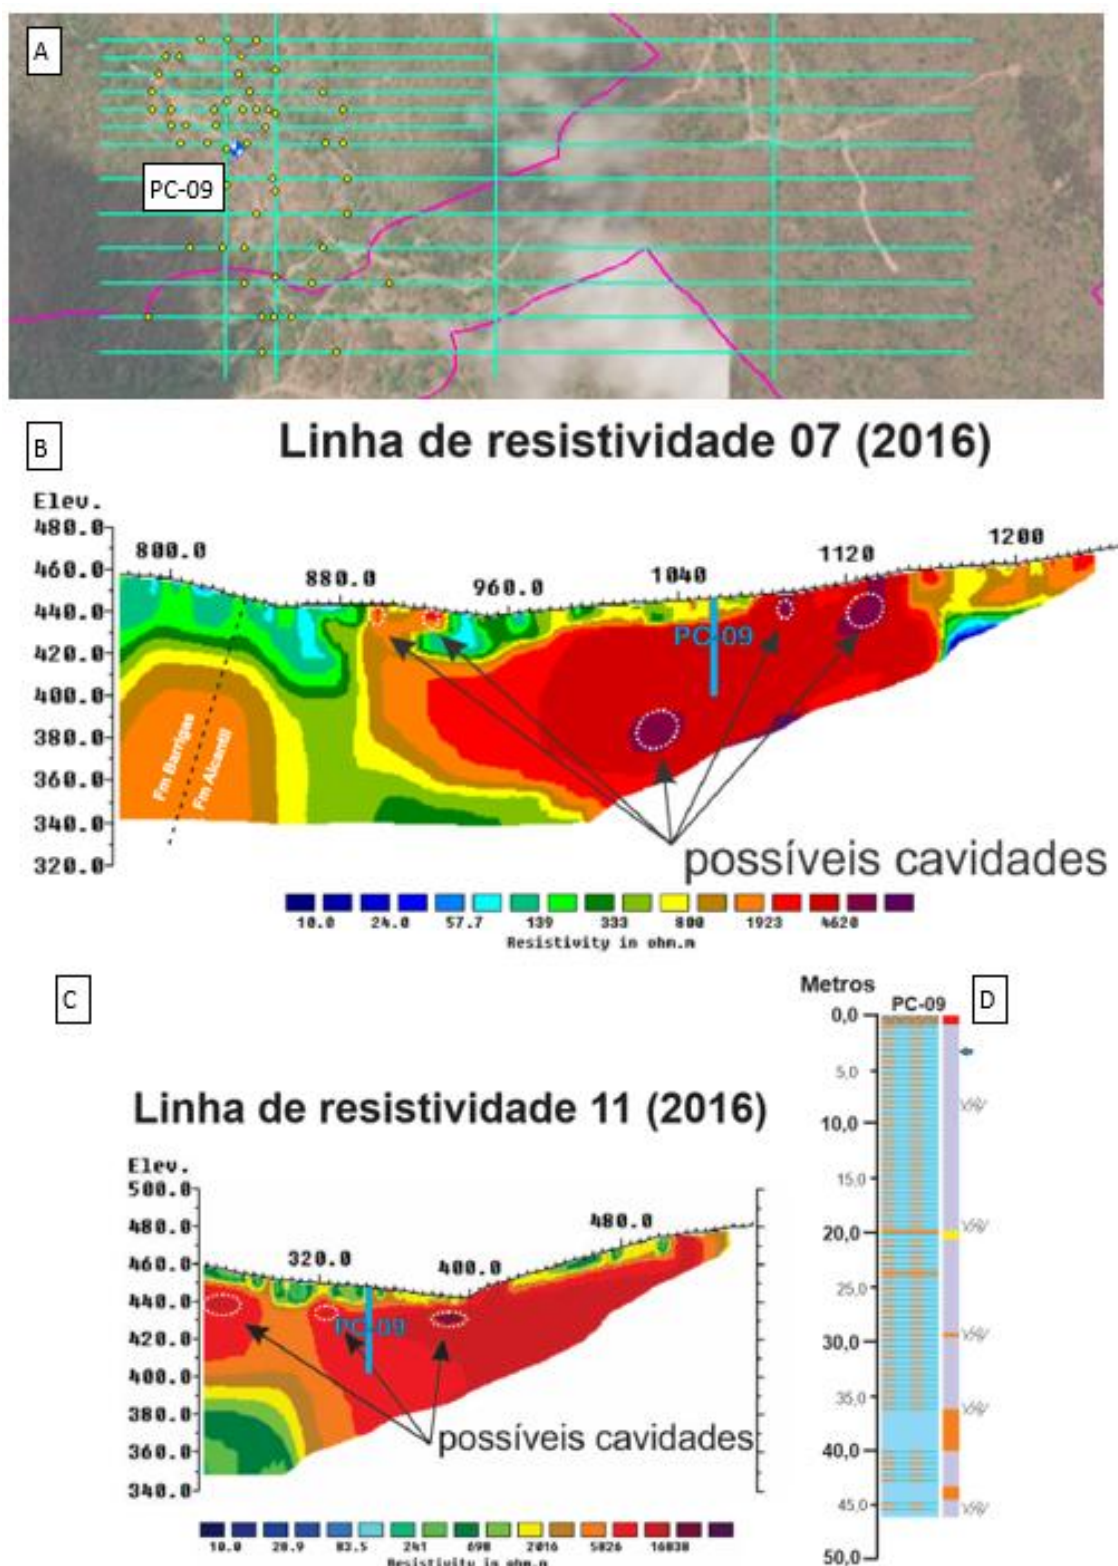 A
PC-09
B
Linha de resistividade 07 (2016)
Elev.
480.0
460.0
440.0
420.0
400.0
380.0
360.0
340.0
320.0
800.0
880.0
960.0
1040
1120
1200
PC-09
Fm Barrigas
Fm Alcantil
possíveis cavidades
10.0 24.0 57.7 139 333 800 1923 4620
Resistivity in ohm.m
C
Linha de resistividade 11 (2016)
Elev.
500.0
480.0
460.0
440.0
420.0
400.0
380.0
360.0
340.0
320.0
400.0
480.0
PC-09
possíveis cavidades
10.0 28.9 83.5 241 698 2016 5826 16838
Resistivity in ohm.m
Metros
PC-09
D
0,0
5,0
10,0
15,0
20,0
25,0
30,0
35,0
40,0
45,0
50,0